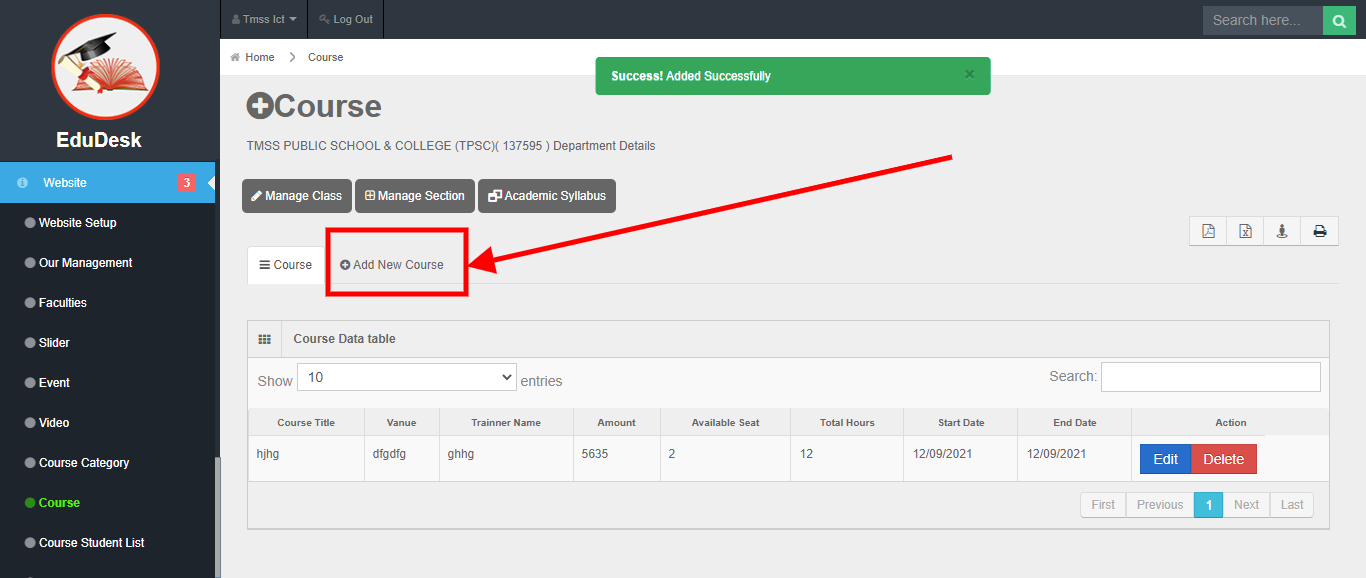 Tmss Ict
Log Out
Search here...
EduDesk
Home
Course
Success! Added Successfully ×
Course
TMSS PUBLIC SCHOOL & COLLEGE (TPSC)( 137595 ) Department Details
Website 3
Website Setup
Our Management
Faculties
Slider
Event
Video
Course Category
Course
Course Student List
Manage Class
Manage Section
Academic Syllabus
Course
Add New Course
Course Data table
Show 10 entries
Search:
Course Title Vanue Trainner Name Amount Available Seat Total Hours Start Date End Date Action
hjhg dfgdfg ghhg 5635 2 12 12/09/2021 12/09/2021 Edit Delete
First Previous 1 Next Last